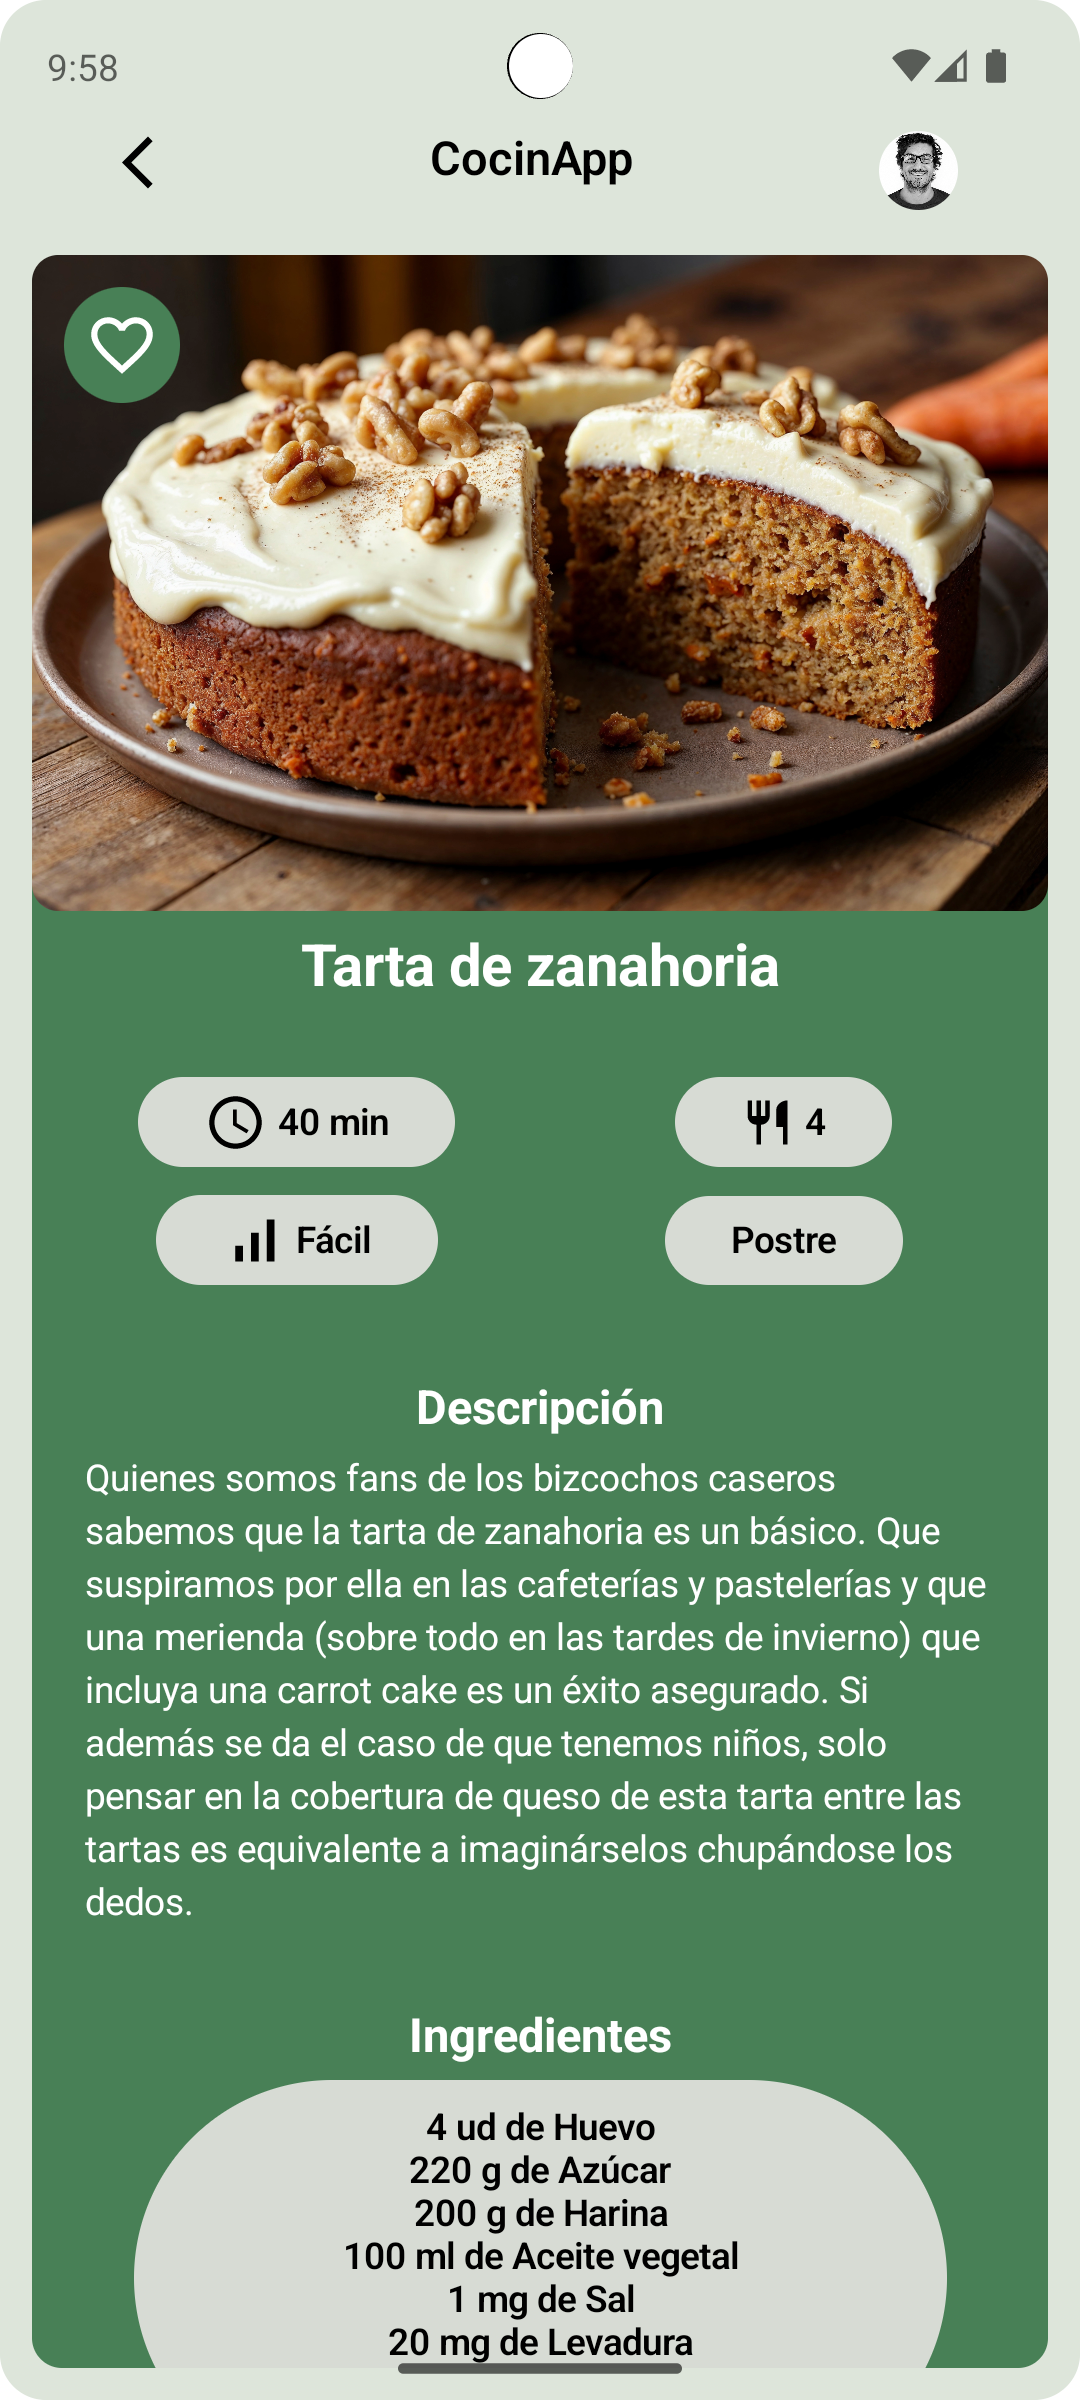 9:58
CocinApp
Tarta de zanahoria
40 min
4
Fácil
Postre
Descripción
Quienes somos fans de los bizcochos caseros
sabemos que la tarta de zanahoria es un básico. Que
suspiramos por ella en las cafeterías y pastelerías y que
una merienda (sobre todo en las tardes de invierno) que
incluya una carrot cake es un éxito asegurado. Si
además se da el caso de que tenemos niños, solo
pensar en la cobertura de queso de esta tarta entre las
tartas es equivalente a imaginárselos chupándose los
dedos.
Ingredientes
4 ud de Huevo
220 g de Azúcar
200 g de Harina
100 ml de Aceite vegetal
1 mg de Sal
20 mg de Levadura